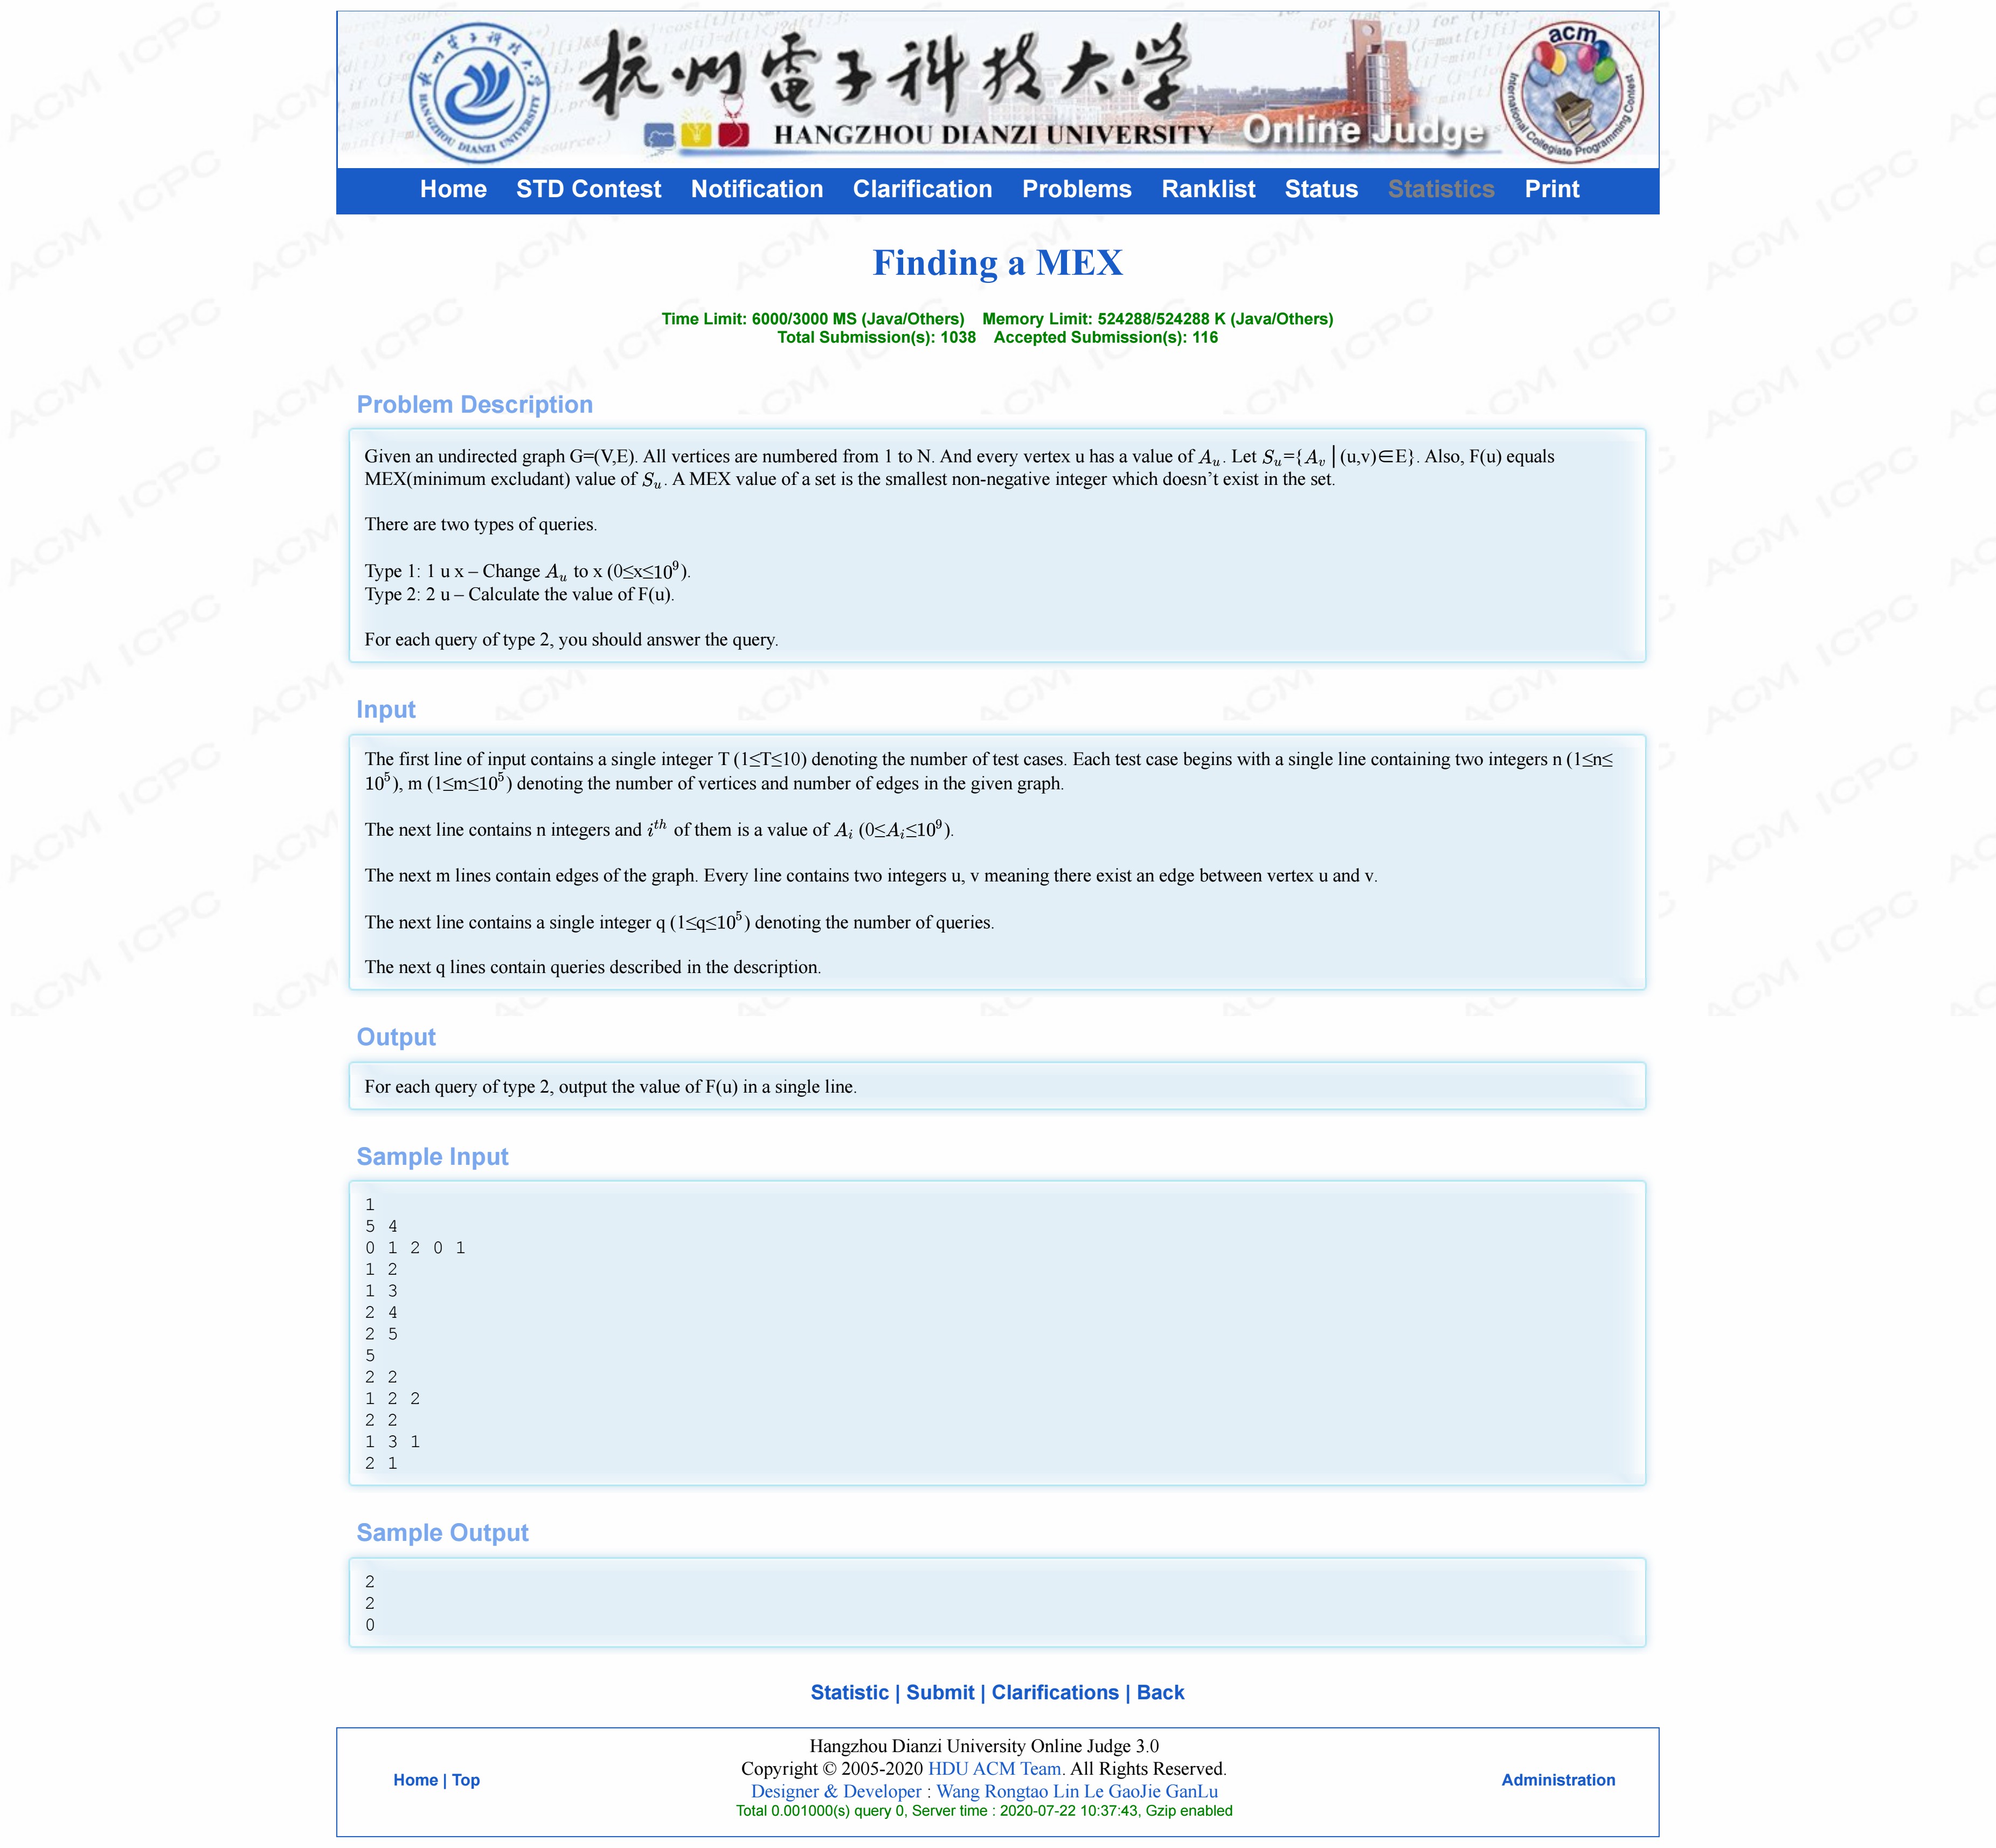 杭州電子科技大学
HANGZHOU DIANZI UNIVERSITY Online Judge
acm
International Collegiate Programming Contest
Home STD Contest Notification Clarification Problems Ranklist Status Statistics Print
Finding a MEX
Time Limit: 6000/3000 MS (Java/Others) Memory Limit: 524288/524288 K (Java/Others)
Total Submission(s): 1038 Accepted Submission(s): 116
Problem Description
Given an undirected graph G=(V,E). All vertices are numbered from 1 to N. And every vertex u has a value of A_u. Let S_u={A_v | (u,v)∈E}. Also, F(u) equals
MEX(minimum excludant) value of S_u. A MEX value of a set is the smallest non-negative integer which doesn’t exist in the set.
There are two types of queries.
Type 1: 1 u x – Change A_u to x (0≤x≤10^9).
Type 2: 2 u – Calculate the value of F(u).
For each query of type 2, you should answer the query.
Input
The first line of input contains a single integer T (1≤T≤10) denoting the number of test cases. Each test case begins with a single line containing two integers n (1≤n≤
10^5), m (1≤m≤10^5) denoting the number of vertices and number of edges in the given graph.
The next line contains n integers and i^th of them is a value of A_i (0≤A_i≤10^9).
The next m lines contain edges of the graph. Every line contains two integers u, v meaning there exist an edge between vertex u and v.
The next line contains a single integer q (1≤q≤10^5) denoting the number of queries.
The next q lines contain queries described in the description.
Output
For each query of type 2, output the value of F(u) in a single line.
Sample Input
1
5 4
0 1 2 0 1
1 2
1 3
2 4
2 5
5
2 2
1 2 2
2 2
1 3 1
2 1
Sample Output
2
2
0
Statistic | Submit | Clarifications | Back
Home | Top
Hangzhou Dianzi University Online Judge 3.0
Copyright © 2005-2020 HDU ACM Team. All Rights Reserved.
Designer & Developer : Wang Rongtao Lin Le GaoJie GanLu
Total 0.001000(s) query 0, Server time : 2020-07-22 10:37:43, Gzip enabled
Administration